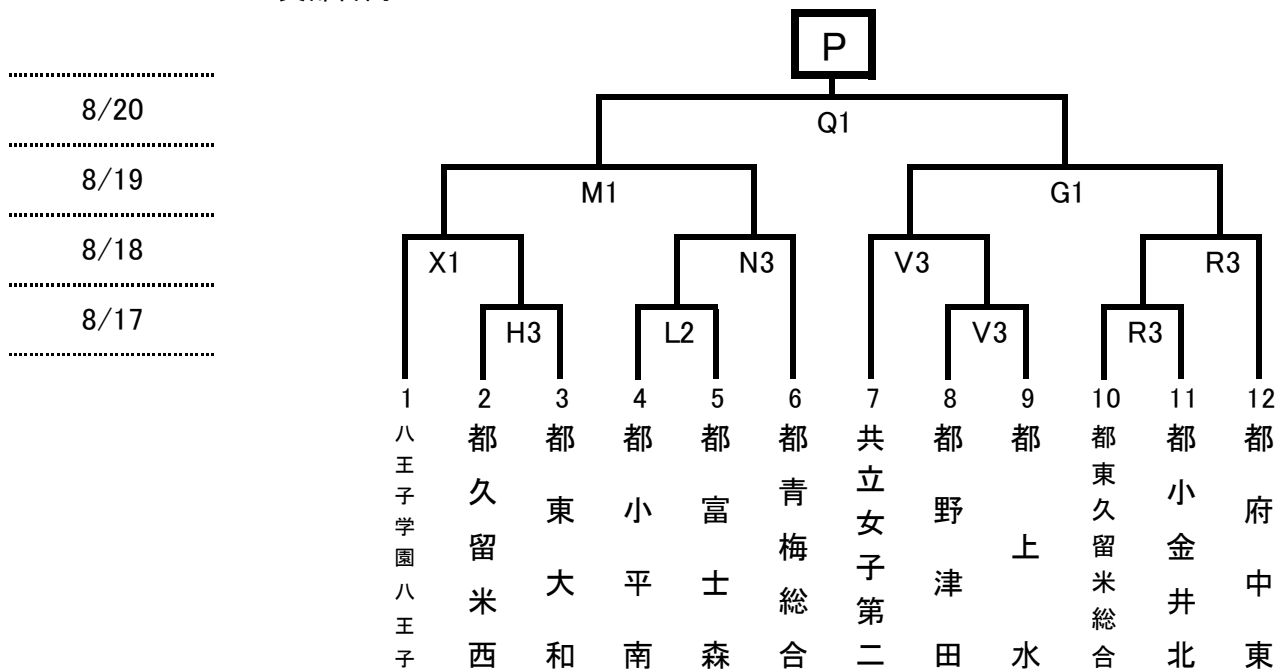 P
8/20
Q1
8/19
M1
G1
8/18
X1
N3
V3
R3
8/17
H3
L2
V3
R3
1
2
3
4
5
6
7
8
9
10
11
12
八王子学園八王子
都久留米西
都東大和
都小平南
都富士森
都青梅総合
共立女子第二
都野津田
都上水
都東久留米総合
都小金井北
都府中東